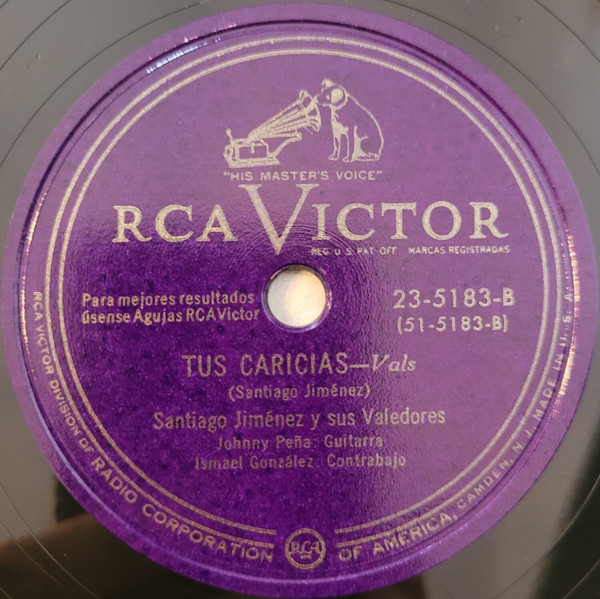 "HIS MASTER'S VOICE"
RCA VICTOR
REG. U. S. PAT. OFF. MARCAS REGISTRADAS
Para mejores resultados
úsense Agujas RCA Victor
23-5183-B
(51-5183-B)
TUS CARICIAS—Vals
(Santiago Jiménez)
Santiago Jiménez y sus Valedores
Johnny Peña: Guitarra
Ismael González: Contrabajo
RCA VICTOR DIVISION OF RADIO CORPORATION OF AMERICA, CAMDEN, N. J. MADE IN U. S. A.
RCA